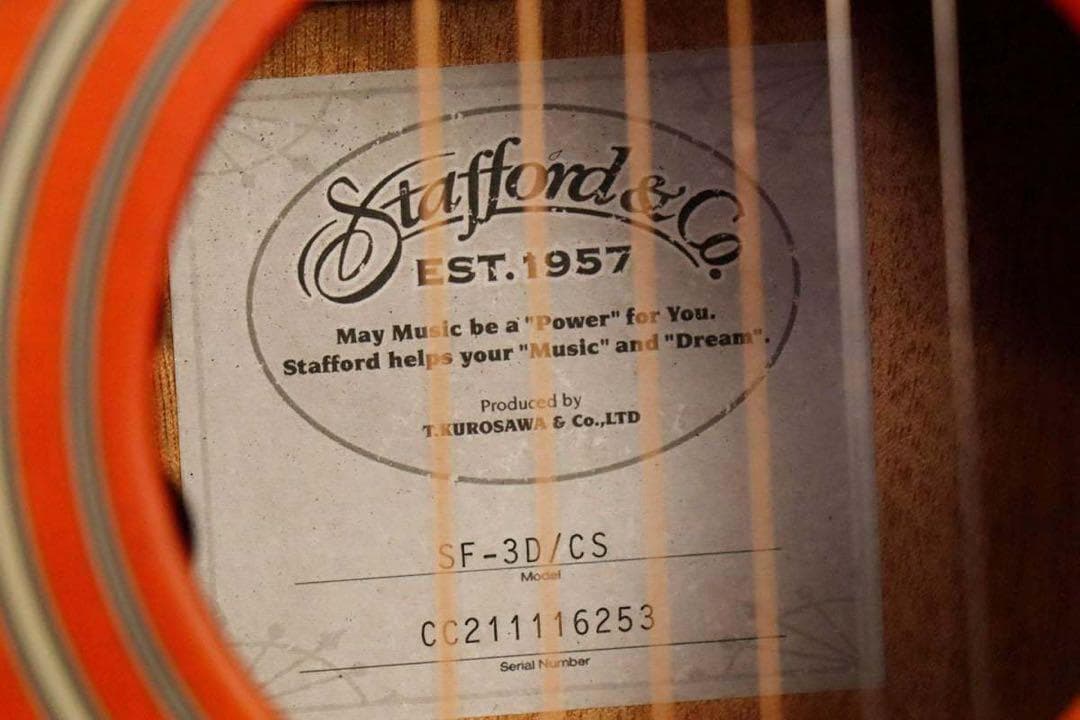 Stafford & Co.
EST. 1957
May Music be a "Power" for You.
Stafford helps your "Music" and "Dream".
Produced by
T.KUROSAWA & Co.,LTD
SF-3D/CS
Model
CC211116253
Serial Number